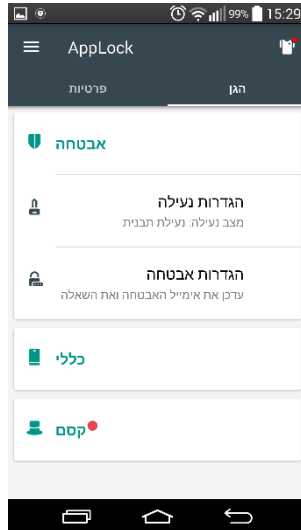 99% 15:29
AppLock
פרטיות הגן
אבטחה
הגדרות נעילה
מצב נעילה: נעילת תבנית
הגדרות אבטחה
עדכן את אימייל האבטחה ואת השאלה
כללי
קסם